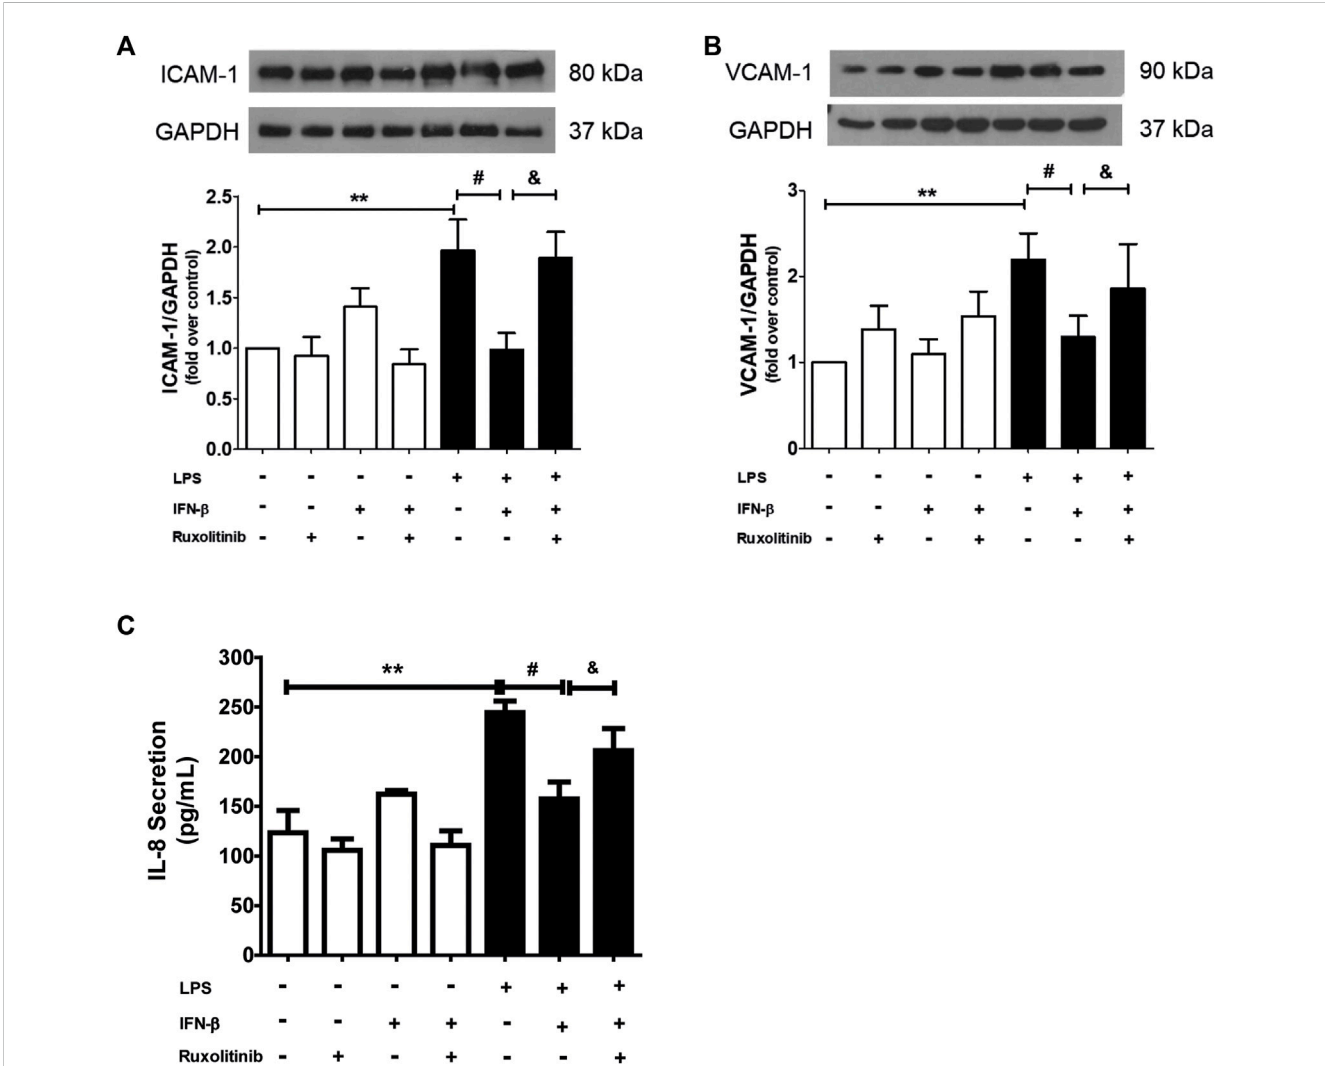 A
ICAM-1
80 kDa
GAPDH
37 kDa
ICAM-1/GAPDH
(fold over control)
2.5
2.0
1.5
1.0
0.5
0.0
**
#
&
LPS - - - - + + +
IFN-β - - + + - + +
Ruxolitinib - + - + - - +
B
VCAM-1
90 kDa
GAPDH
37 kDa
VCAM-1/GAPDH
(fold over control)
3
2
1
0
**
#
&
LPS - - - - + + +
IFN-β - - + + - + +
Ruxolitinib - + - + - - +
C
IL-8 Secretion
(pg/mL)
300
250
200
150
100
50
0
**
#
&
LPS - - - - + + +
IFN-β - - + + - + +
Ruxolitinib - + - + - - +